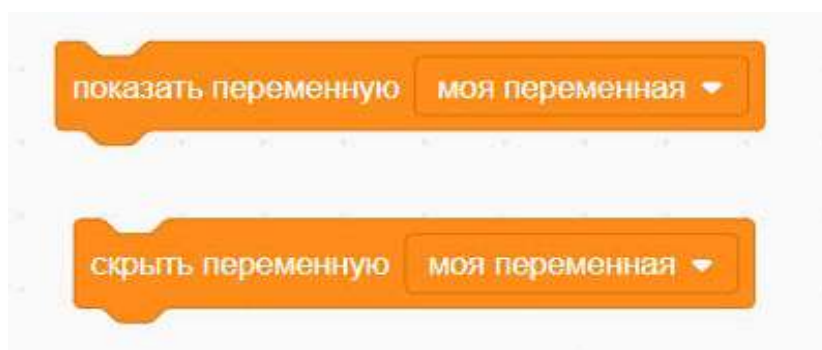 показать переменную моя переменная
скрыть переменную моя переменная